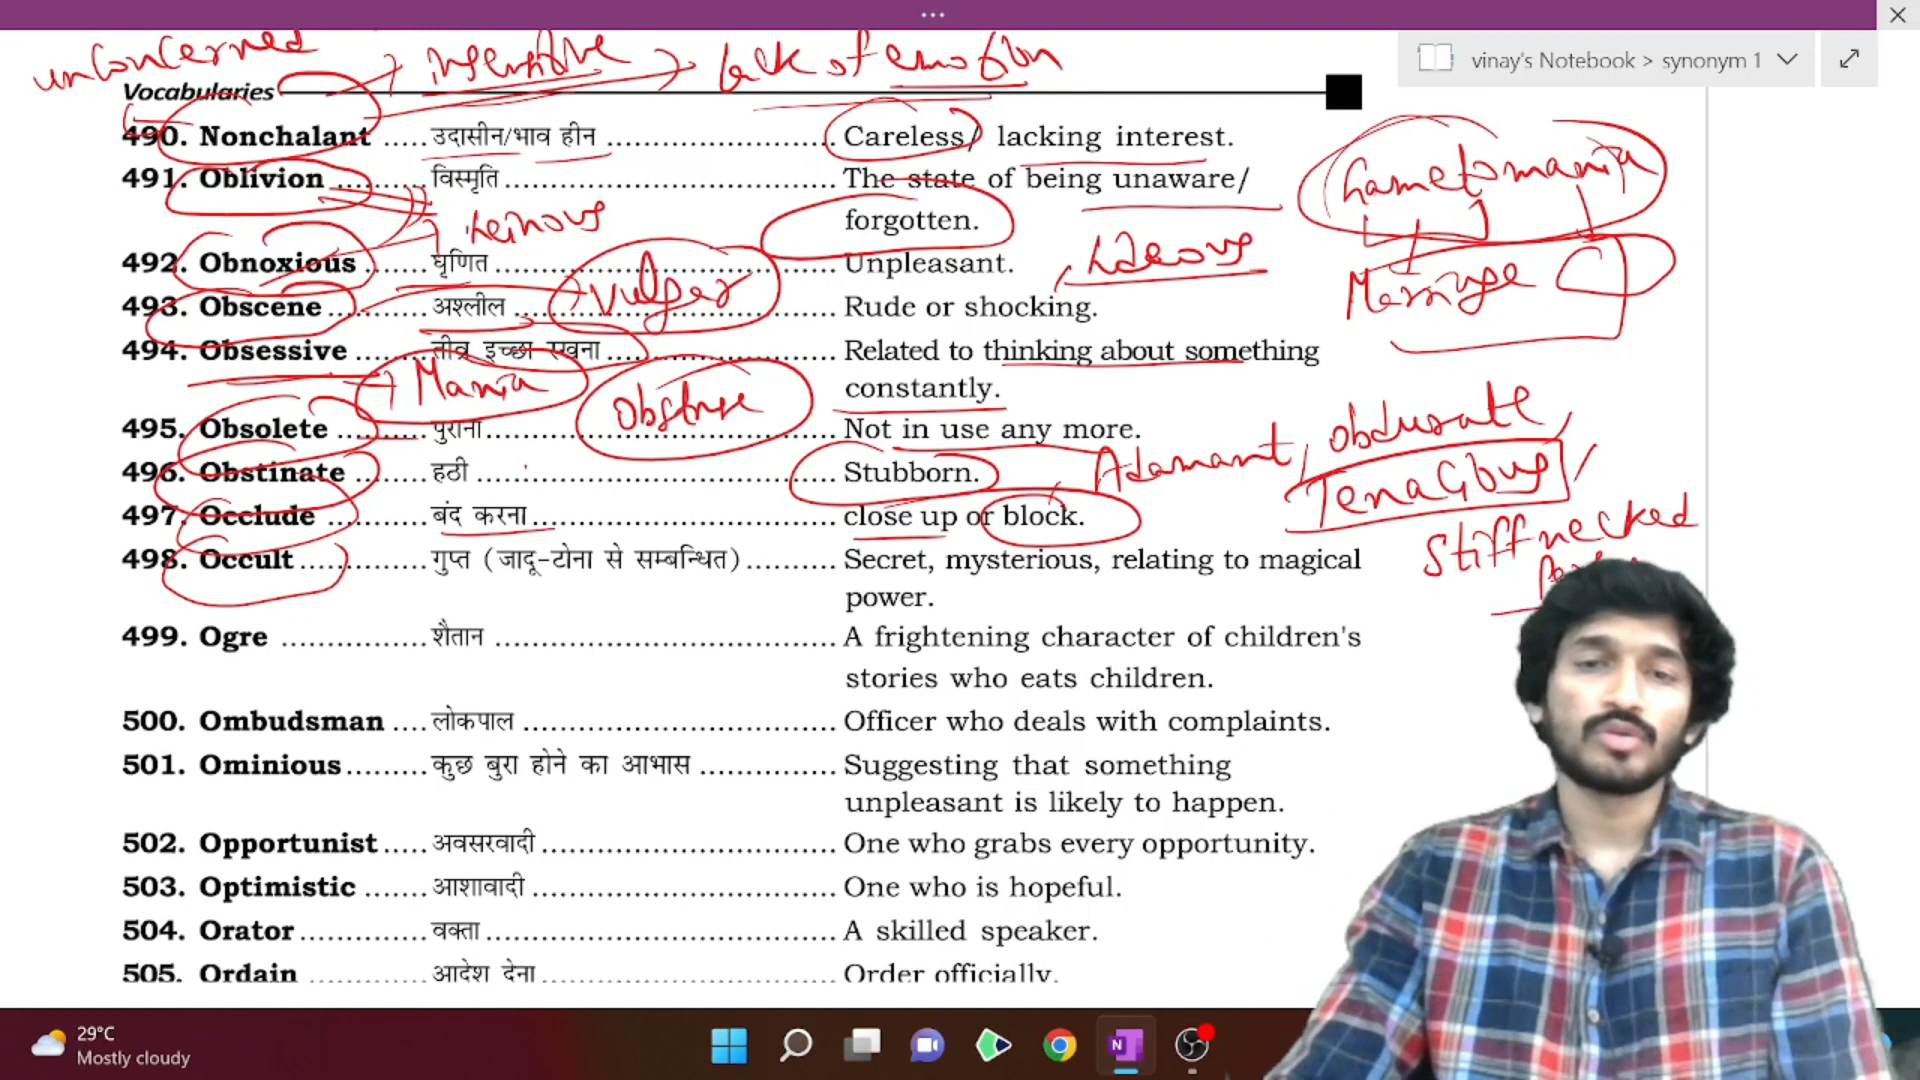 unconcerned insensitive lack of emotion
vinay's Notebook > synonym 1
Vocabularies
490. Nonchalant ..... उदासीन/भाव हीन ........................ Careless/ lacking interest.
491. Oblivion .......... विस्मृति ................................... The state of being unaware/
forgotten.
Gametomania
heinous
492. Obnoxious ........ घृणित .................................... Unpleasant.
hideous
Marriage
493. Obscene ........... अश्लील .................................. Rude or shocking.
vulgar
494. Obsessive ........ तीव्र इच्छा रखना ........................ Related to thinking about something
constantly.
Mania
495. Obsolete .......... पुराना ..................................... Not in use any more.
496. Obstinate ......... हठी ....................................... Stubborn.
Adamant, obdurate,
Tenacious,
Stiff necked
497. Occlude ............ बंद करना ................................ close up or block.
498. Occult .............. गुप्त (जादू-टोना से सम्बन्धित) .......... Secret, mysterious, relating to magical
power.
499. Ogre ................. शैतान ..................................... A frightening character of children's
stories who eats children.
500. Ombudsman .... लोकपाल .................................. Officer who deals with complaints.
501. Ominious ......... कुछ बुरा होने का आभास ............... Suggesting that something
unpleasant is likely to happen.
502. Opportunist ..... अवसरवादी ................................ One who grabs every opportunity.
503. Optimistic ....... आशावादी ................................. One who is hopeful.
504. Orator .............. वक्ता ...................................... A skilled speaker.
505. Ordain ............. आदेश देना ................................ Order officially.
29°C
Mostly cloudy